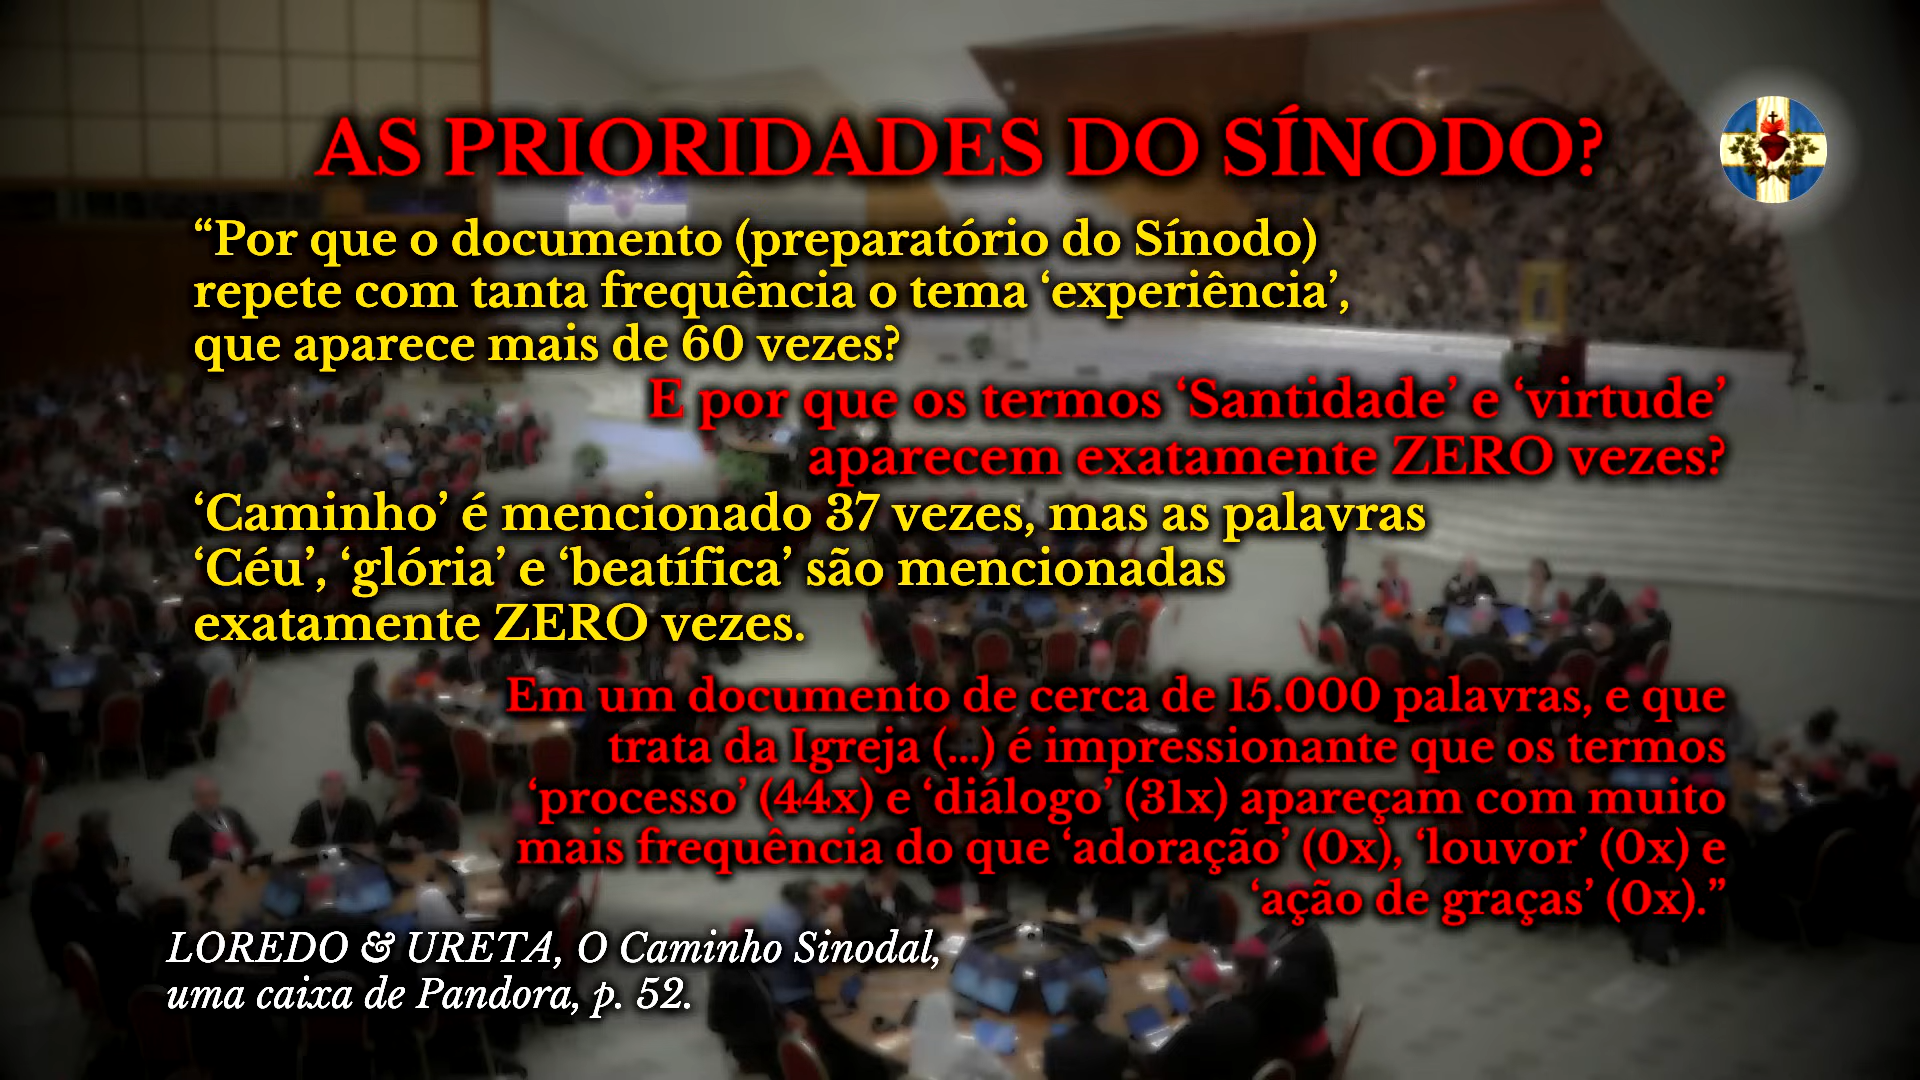 AS PRIORIDADES DO SÍNODO?
“Por que o documento (preparatório do Sínodo)
repete com tanta frequência o tema ‘experiência’,
que aparece mais de 60 vezes?
E por que os termos ‘Santidade’ e ‘virtude’
aparecem exatamente ZERO vezes?
‘Caminho’ é mencionado 37 vezes, mas as palavras
‘Céu’, ‘glória’ e ‘beatífica’ são mencionadas
exatamente ZERO vezes.
Em um documento de cerca de 15.000 palavras, e que
trata da Igreja (...) é impressionante que os termos
‘processo’ (44x) e ‘diálogo’ (31x) apareçam com muito
mais frequência do que ‘adoração’ (0x), ‘louvor’ (0x) e
‘ação de graças’ (0x).”
LOREDO & URETA, O Caminho Sinodal,
uma caixa de Pandora, p. 52.